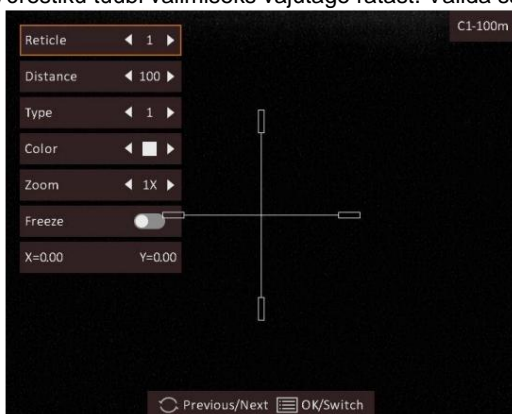 C1-100m
Reticle 1
Distance 100
Type 1
Color
Zoom 1X
Freeze
X=0.00 Y=0.00
Previous/Next OK/Switch